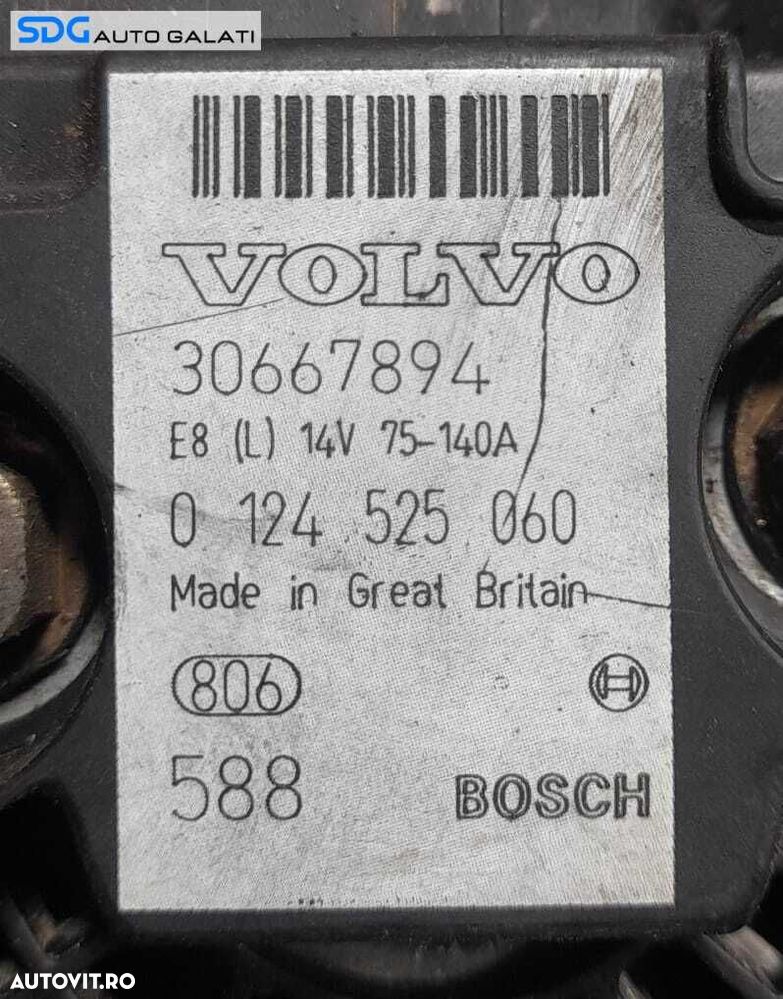 SDG AUTO GALATI
VOLVO
30667894
E8 (L) 14V 75-140A
0 124 525 060
Made in Great Britain
806
588 BOSCH
AUTOVIT.RO